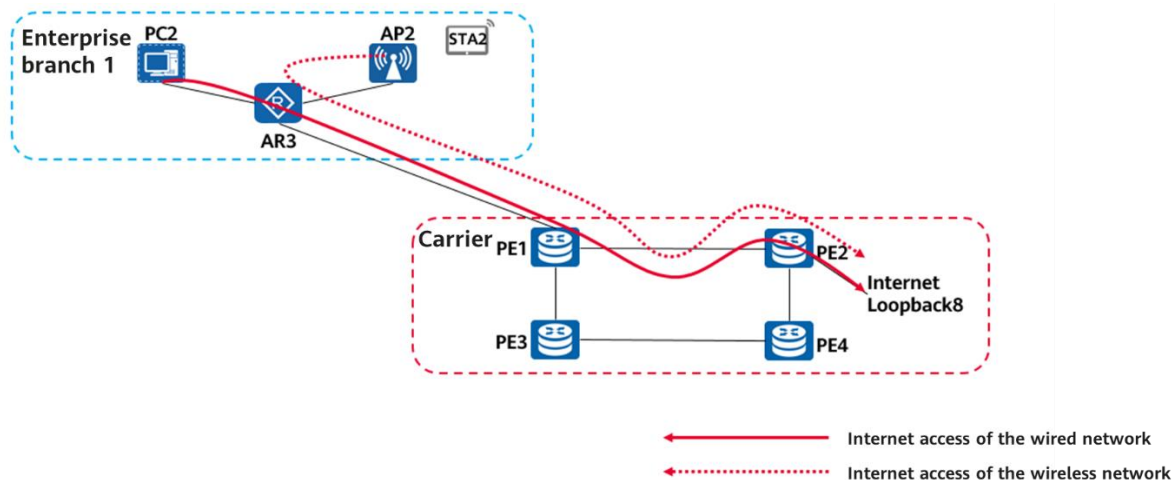 Enterprise
branch 1
PC2
AP2
STA2
R
AR3
Carrier
PE1
PE2
Internet
Loopback8
PE3
PE4
Internet access of the wired network
Internet access of the wireless network